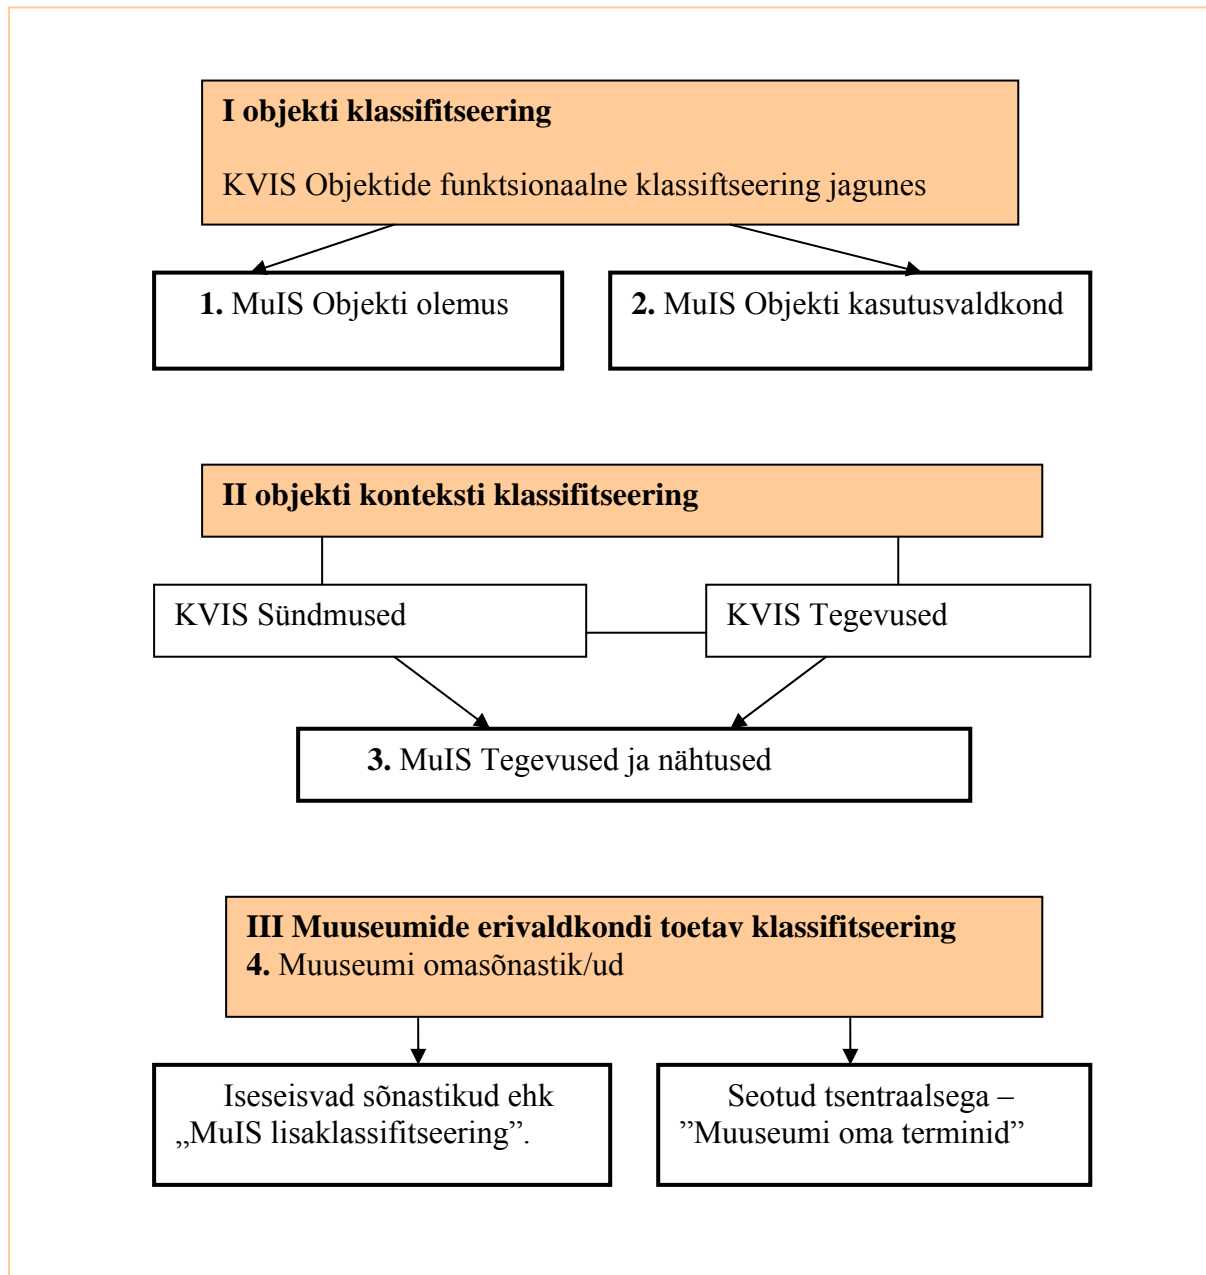 I objekti klassifitseering
KVIS Objektide funktsionaalne klassiftseering jagunes
1. MuIS Objekti olemus
2. MuIS Objekti kasutusvaldkond
II objekti konteksti klassifitseering
KVIS Sündmused
KVIS Tegevused
3. MuIS Tegevused ja nähtused
III Muuseumide erivaldkondi toetav klassifitseering
4. Muuseumi omasõnastik/ud
Iseseisvad sõnastikud ehk
„MuIS lisaklassifitseering”.
Seotud tsentraalsega –
”Muuseumi oma terminid”